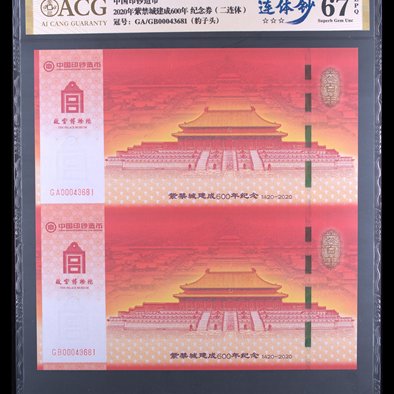 ACG
AI CANG GUARANTY
中国印钞造币
2020年紫禁城建成600年 纪念券（二连体）
冠号：GA/GB00043681（豹子头）
连体钞
☆☆☆
67
EPQ
Superb Gem Unc
中国印钞造币
故宫博物院
THE PALACE MUSEUM
GA00043681
紫禁城建成600年纪念 1420-2020
中国印钞造币
故宫博物院
THE PALACE MUSEUM
GB00043681
紫禁城建成600年纪念 1420-2020